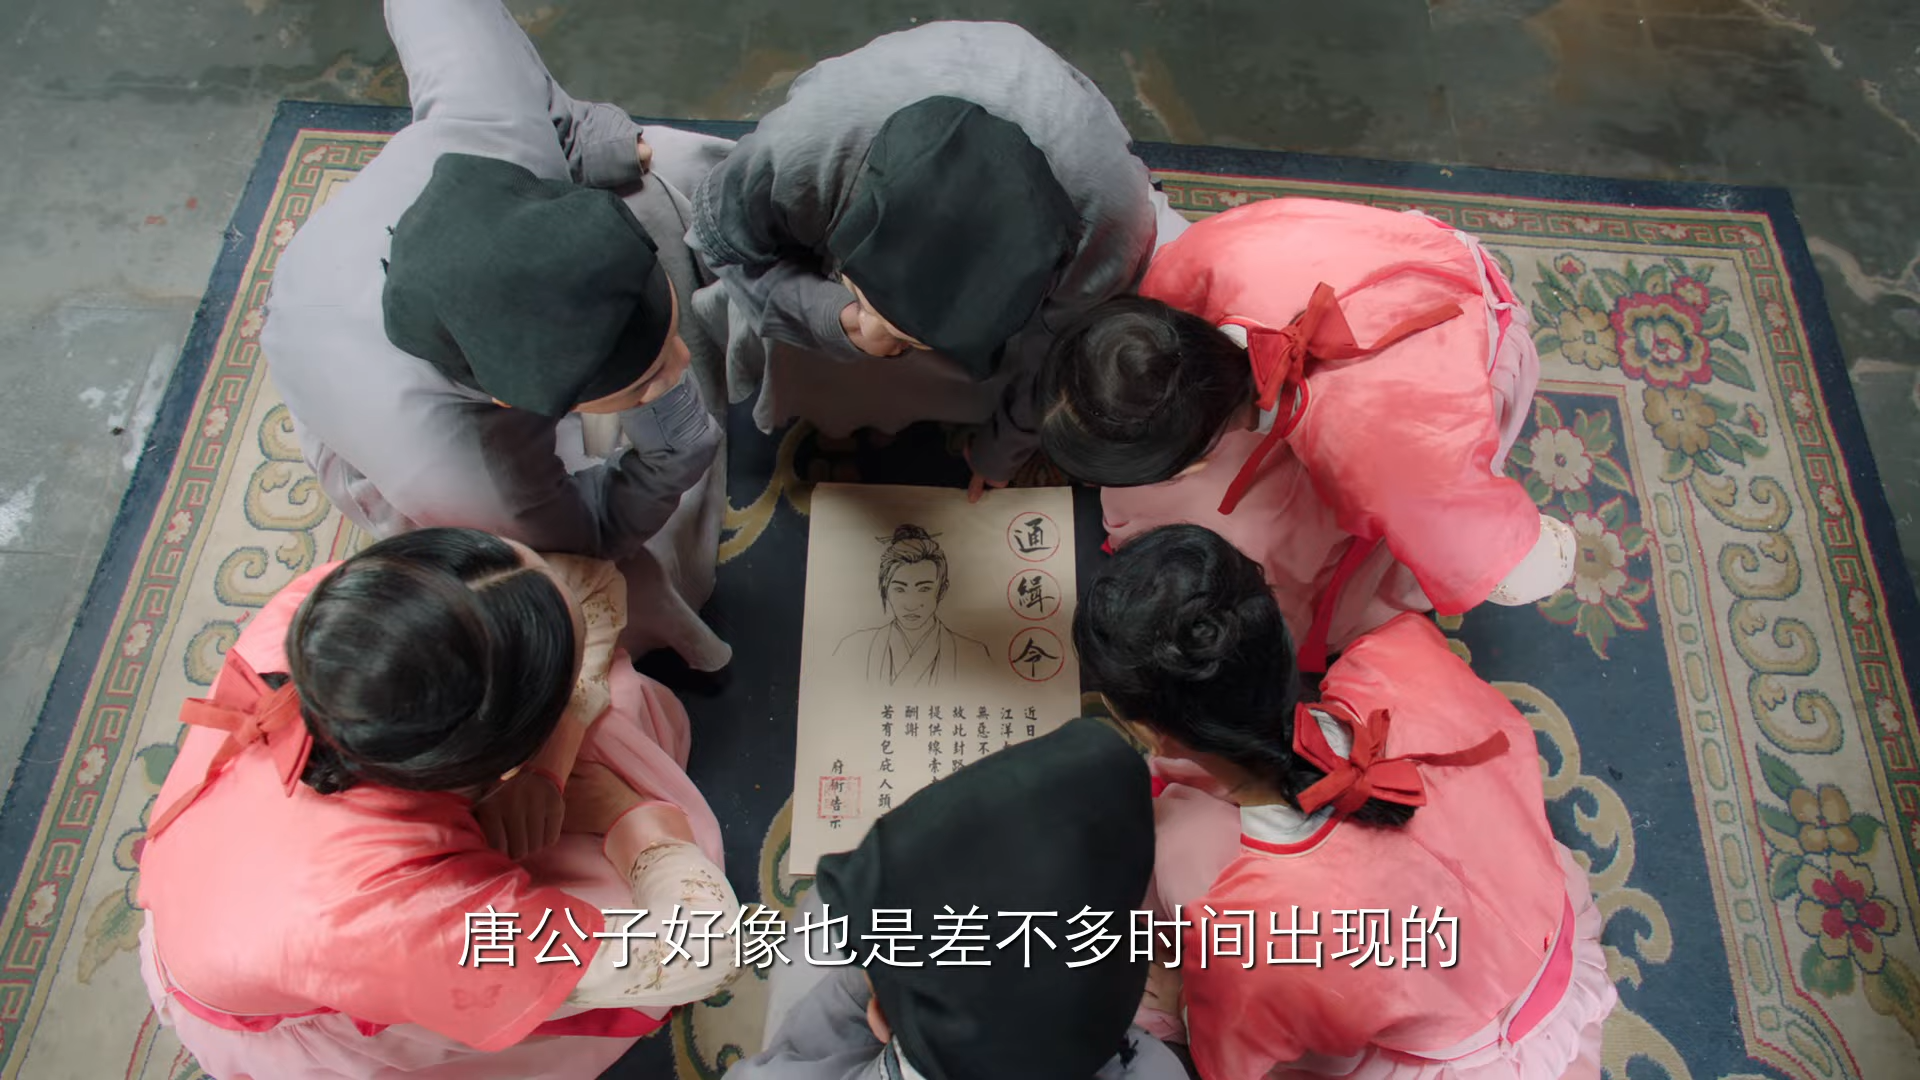 通緝令
近日
江洋
無惡不
故此封路
提供線索
酬謝
若有包庇人頭
府衙告示
唐公子好像也是差不多时间出现的